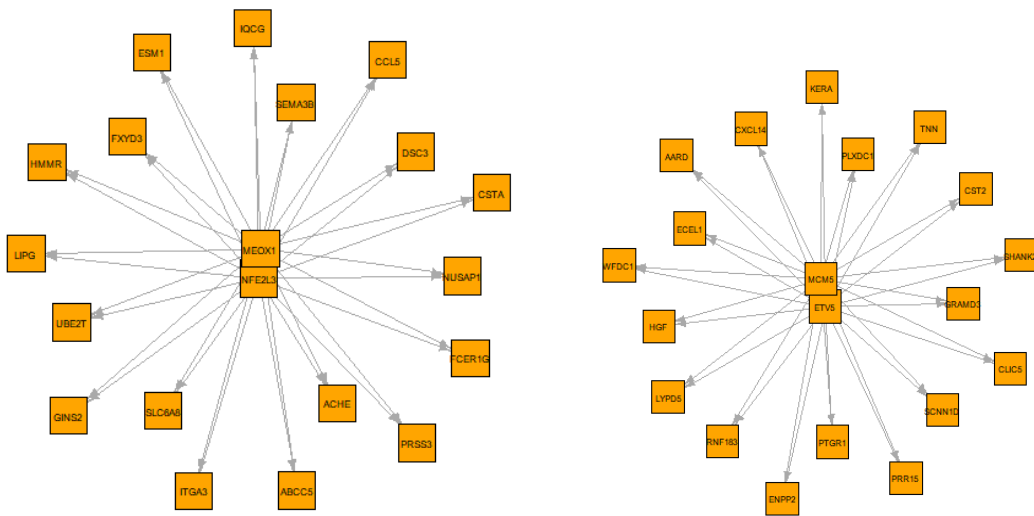 IQCG
ESM1
CCL5
SEMA3B
FXYD3
DSC3
HMMR
CSTA
MEOX1
LIPG
NFE2L3
NUSAP1
UBE2T
FCER1G
ACHE
SLC6A8
GINS2
PRSS3
ITGA3
ABCC5
KERA
CXCL14
TNN
PLXDC1
AARD
CST2
ECEL1
SHANK2
WFDC1
MCM5
GRAMD3
ETV5
HGF
CLIC5
LYPD5
SCNN1D
RNF183
PTGR1
PRR15
ENPP2